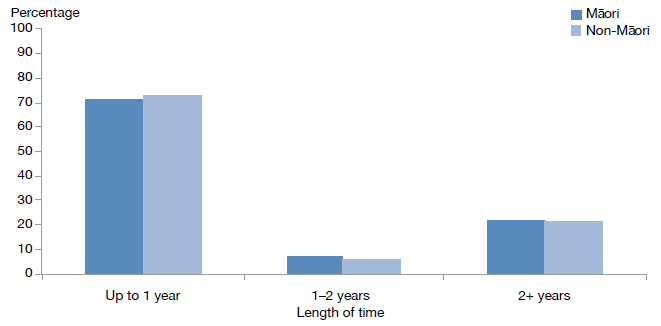 Percentage
100
90
80
70
60
50
40
30
20
10
0
Māori
Non-Māori
Up to 1 year
1–2 years
2+ years
Length of time